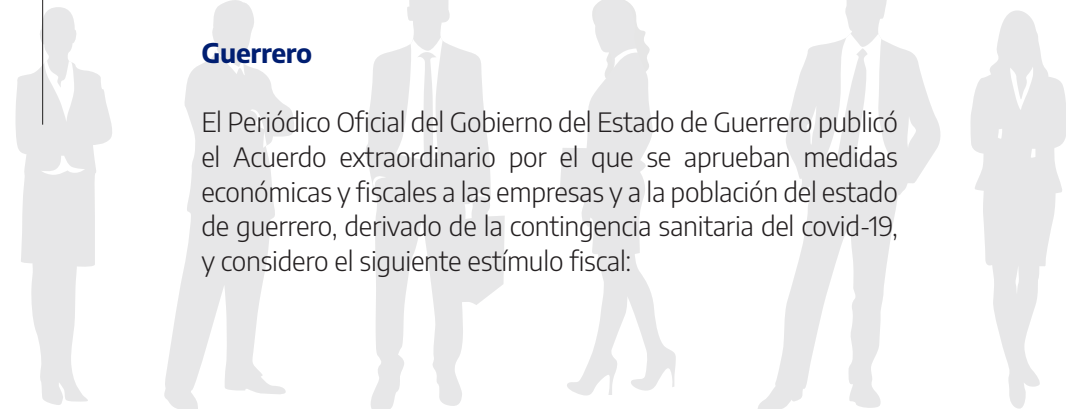 Guerrero
El Periódico Oficial del Gobierno del Estado de Guerrero publicó
el Acuerdo extraordinario por el que se aprueban medidas
económicas y fiscales a las empresas y a la población del estado
de guerrero, derivado de la contingencia sanitaria del covid-19,
y considero el siguiente estímulo fiscal: